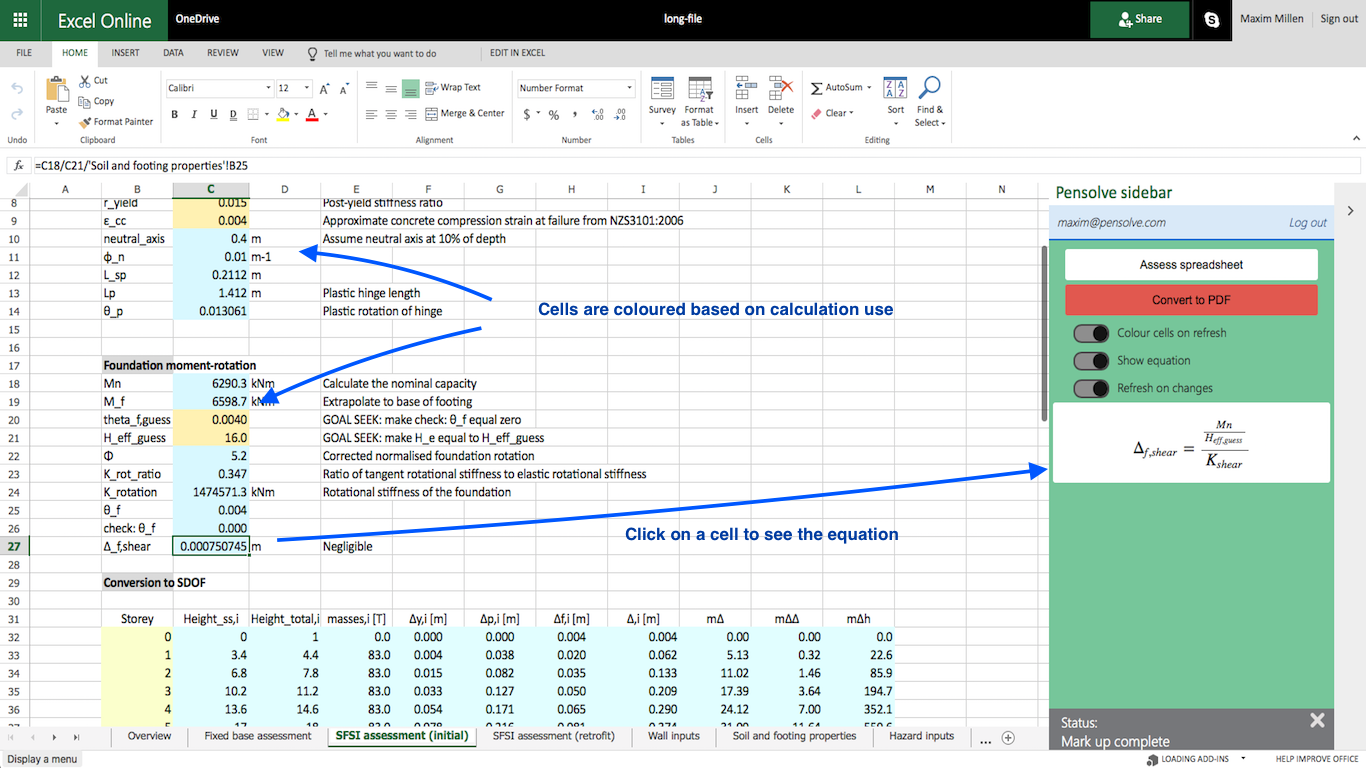 Excel Online OneDrive long-file Share Maxim Millen Sign out
FILE HOME INSERT DATA REVIEW VIEW Tell me what you want to do EDIT IN EXCEL
Cut
Copy
Format Painter
Paste
Calibri 12
B I U D A
Wrap Text
Merge & Center
Number Format
$ % ,
Survey Format as Table
Insert Delete
AutoSum
Clear
Sort Find & Select
Undo Clipboard Font Alignment Number Tables Cells Editing
fx =C18/C21/'Soil and footing properties'!B25
A B C D E F G H I J K L M N
8 r_yield 0.015 Post-yield stiffness ratio
9 ε_cc 0.004 Approximate concrete compression strain at failure from NZS3101:2006
10 neutral_axis 0.4 m Assume neutral axis at 10% of depth
11 ϕ_n 0.01 m-1
12 L_sp 0.2112 m
13 Lp 1.412 m Plastic hinge length
14 θ_p 0.013061 Plastic rotation of hinge
15
16
17 Foundation moment-rotation
18 Mn 6290.3 kNm Calculate the nominal capacity
19 M_f 6598.7 kNm Extrapolate to base of footing
20 theta_f,guess 0.0040 GOAL SEEK: make check: θ_f equal zero
21 H_eff_guess 16.0 GOAL SEEK: make H_e equal to H_eff_guess
22 Φ 5.2 Corrected normalised foundation rotation
23 K_rot_ratio 0.347 Ratio of tangent rotational stiffness to elastic rotational stiffness
24 K_rotation 1474571.3 kNm Rotational stiffness of the foundation
25 θ_f 0.004
26 check: θ_f 0.000
27 Δ_f,shear 0.000750745 m Negligible
28
29 Conversion to SDOF
30
31 Storey Height_ss,i Height_total,i masses,i [T] Δy,i [m] Δp,i [m] Δf,i [m] Δ,i [m] mΔ mΔΔ mΔh
32 0 0 1 0.0 0.000 0.000 0.004 0.004 0.00 0.00 0.0
33 1 3.4 4.4 83.0 0.004 0.038 0.020 0.062 5.13 0.32 22.6
34 2 6.8 7.8 83.0 0.015 0.082 0.035 0.133 11.02 1.46 85.9
35 3 10.2 11.2 83.0 0.033 0.127 0.050 0.209 17.39 3.64 194.7
36 4 13.6 14.6 83.0 0.054 0.171 0.065 0.290 24.12 7.00 352.1
Cells are coloured based on calculation use
Click on a cell to see the equation
Pensolve sidebar
maxim@pensolve.com Log out
Assess spreadsheet
Convert to PDF
Colour cells on refresh
Show equation
Refresh on changes
Δf,shear = Mn / Heff,guess / Kshear
Status:
Mark up complete
Overview Fixed base assessment SFSI assessment (initial) SFSI assessment (retrofit) Wall inputs Soil and footing properties Hazard inputs ...
Display a menu LOADING ADD-INS HELP IMPROVE OFFICE